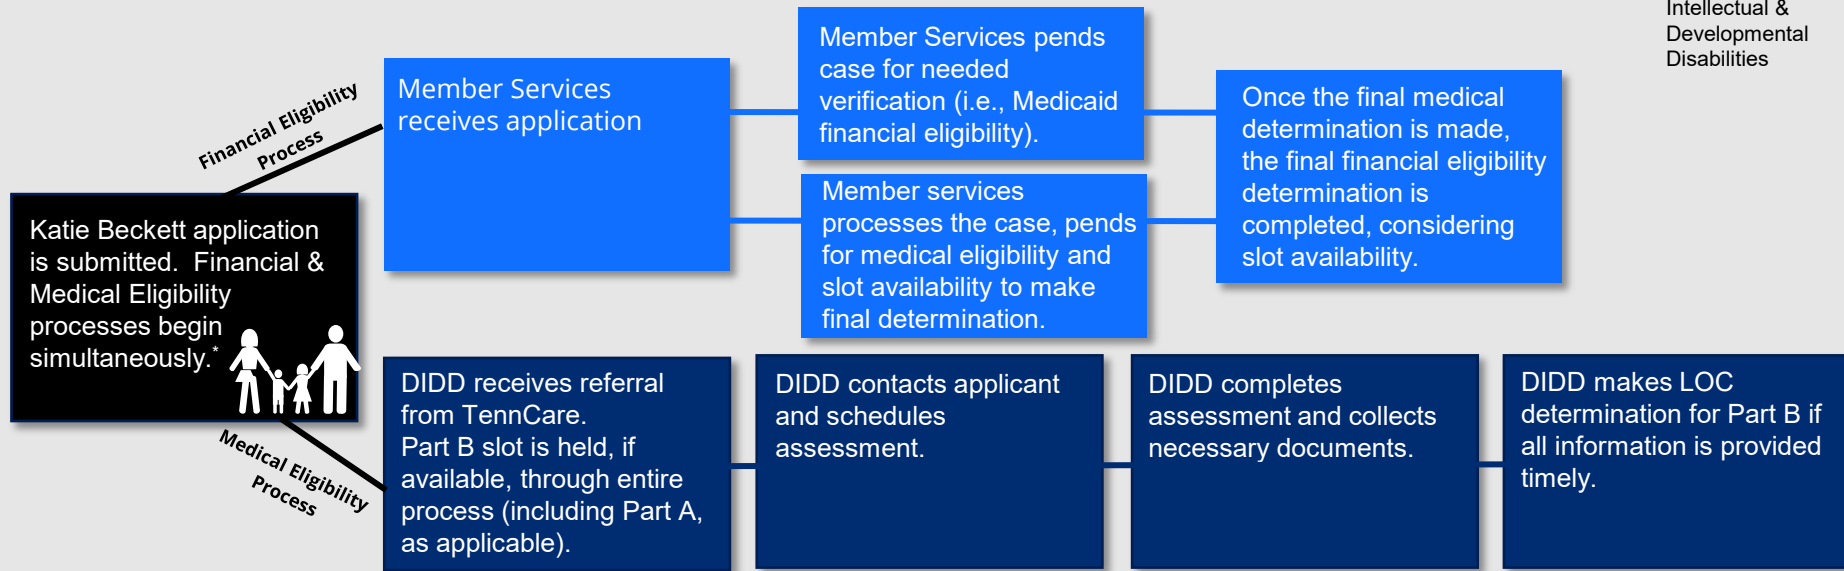 Intellectual &
Developmental
Disabilities
Financial Eligibility
Process
Member Services
receives application
Member Services pends
case for needed
verification (i.e., Medicaid
financial eligibility).
Member services
processes the case, pends
for medical eligibility and
slot availability to make
final determination.
Once the final medical
determination is made,
the final financial eligibility
determination is
completed, considering
slot availability.
Katie Beckett application
is submitted.  Financial &
Medical Eligibility
processes begin
simultaneously.*
Medical Eligibility
Process
DIDD receives referral
from TennCare.
Part B slot is held, if
available, through entire
process (including Part A,
as applicable).
DIDD contacts applicant
and schedules
assessment.
DIDD completes
assessment and collects
necessary documents.
DIDD makes LOC
determination for Part B if
all information is provided
timely.